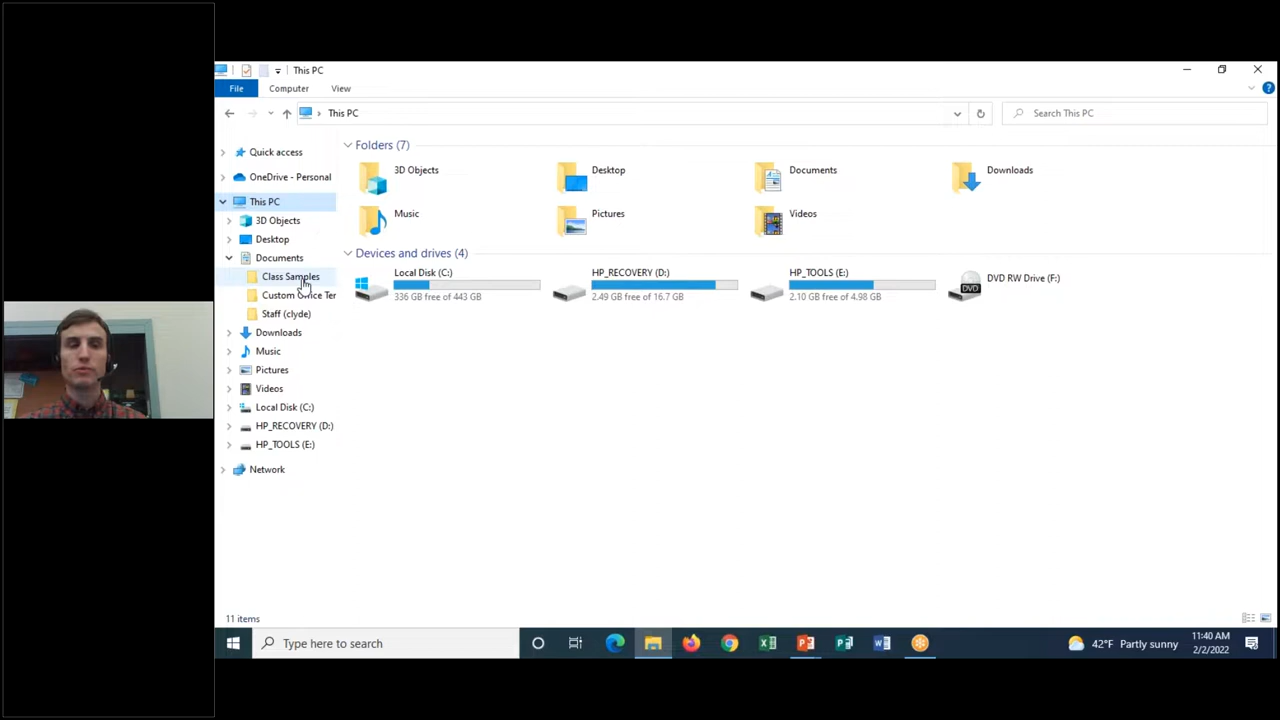 This PC
File
Computer
View
This PC
Search This PC
Quick access
OneDrive - Personal
This PC
3D Objects
Desktop
Documents
Class Samples
Custom Office Ter
Staff (clyde)
Downloads
Music
Pictures
Videos
Local Disk (C:)
HP_RECOVERY (D:)
HP_TOOLS (E:)
Network
Folders (7)
3D Objects
Desktop
Documents
Downloads
Music
Pictures
Videos
Devices and drives (4)
Local Disk (C:)
336 GB free of 443 GB
HP_RECOVERY (D:)
2.49 GB free of 16.7 GB
HP_TOOLS (E:)
2.10 GB free of 4.98 GB
DVD
DVD RW Drive (F:)
11 items
Type here to search
42°F Partly sunny
11:40 AM
2/2/2022